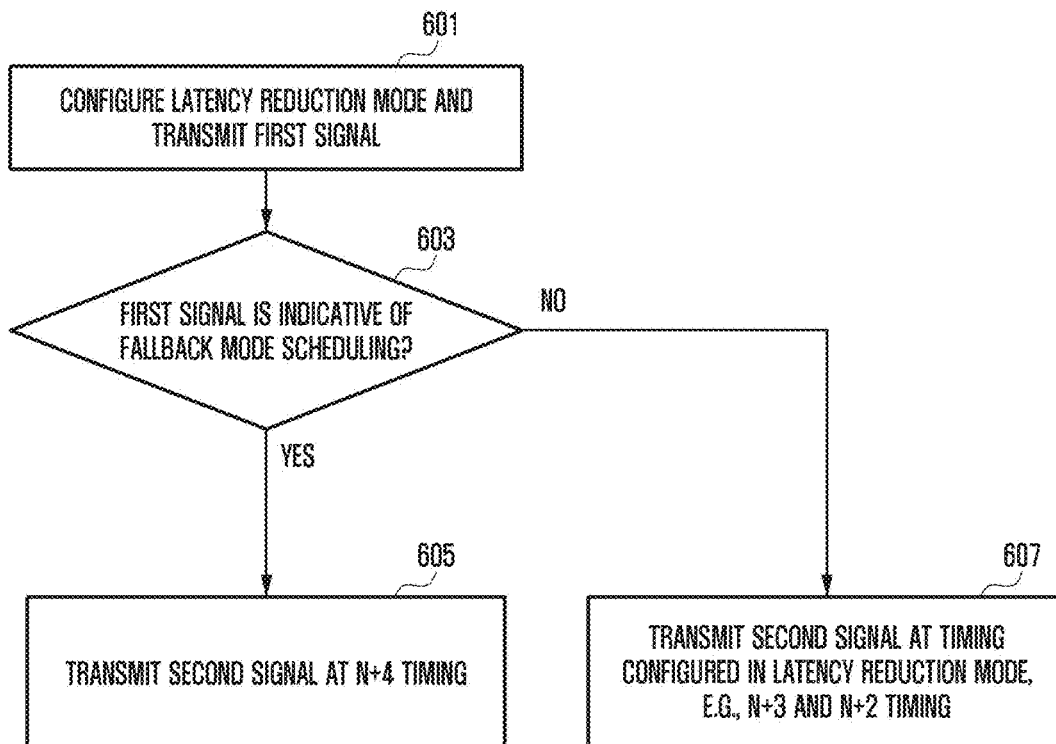 601
CONFIGURE LATENCY REDUCTION MODE AND
TRANSMIT FIRST SIGNAL
603
FIRST SIGNAL IS INDICATIVE OF
FALLBACK MODE SCHEDULING?
NO
YES
605
TRANSMIT SECOND SIGNAL AT N+4 TIMING
607
TRANSMIT SECOND SIGNAL AT TIMING
CONFIGURED IN LATENCY REDUCTION MODE,
E.G., N+3 AND N+2 TIMING